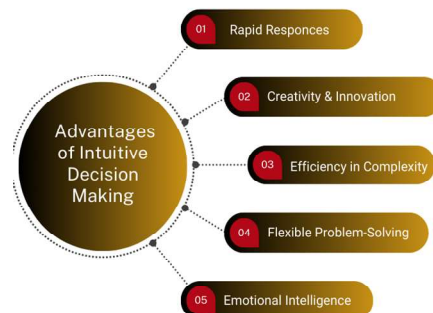 Advantages
of Intuitive
Decision
Making
01
Rapid Responces
02
Creativity & Innovation
03
Efficiency in Complexity
04
Flexible Problem-Solving
05
Emotional Intelligence